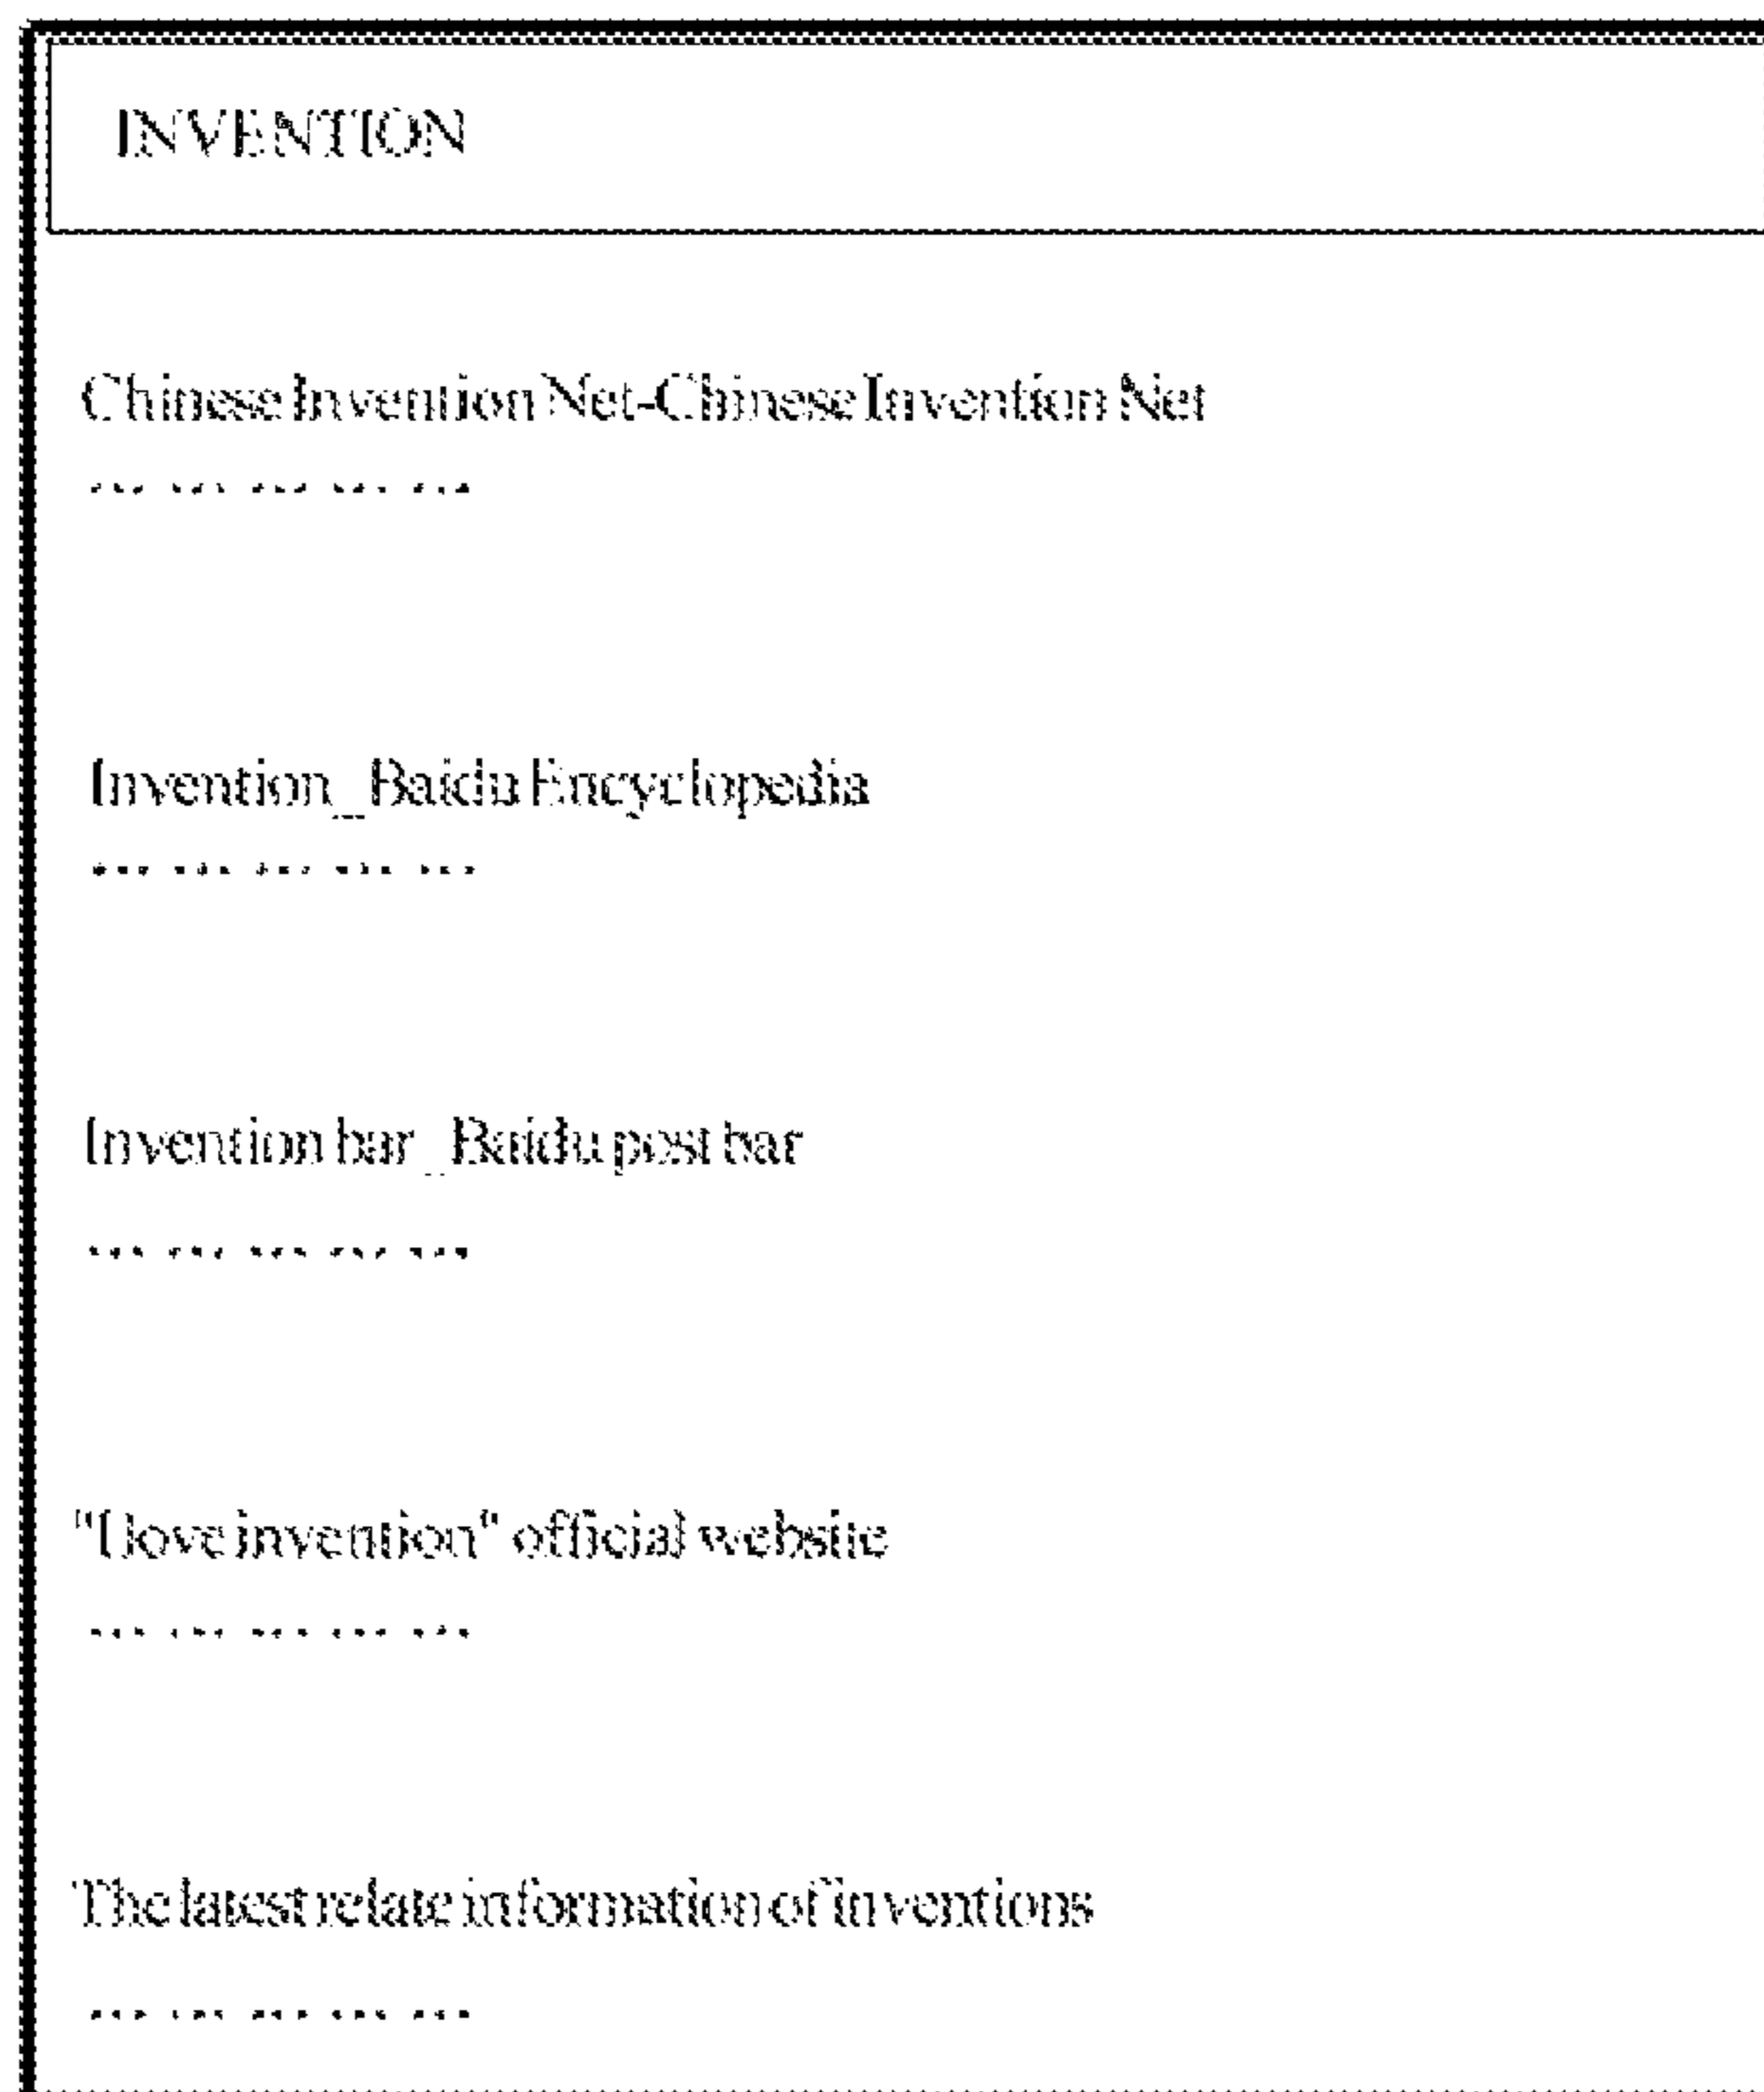 INVENTION
Chinese Invention Net-Chinese Invention Net
... ... ... ... ...
Invention_Baidu Encyclopedia
... ... ... ... ...
Invention bar_Baidu post bar
... ... ... ... ...
"I love invention" official website
... ... ... ... ...
The latest relate information of inventions
... ... ... ... ...